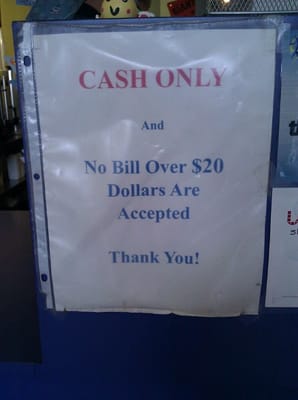 CASH ONLY
And
No Bill Over $20
Dollars Are
Accepted
Thank You!